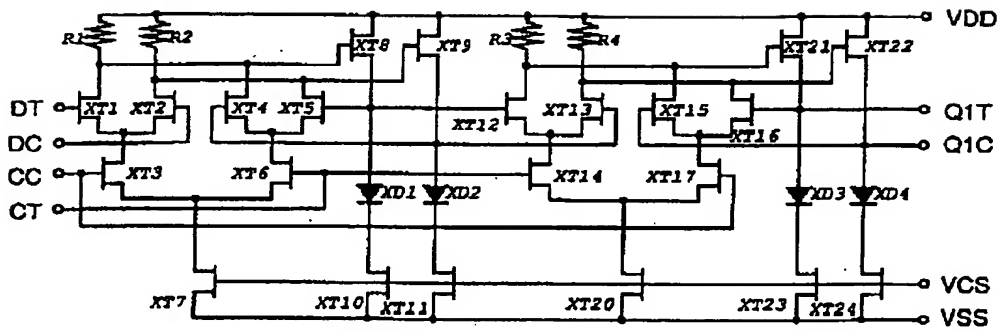 R1 R2 XT8 XT9 R3 R4 XT21 XT22 VDD
DT XT1 XT2 XT4 XT5 XT12 XT13 XT15 XT16 Q1T
DC Q1C
CC XT3 XT6 XD1 XD2 XT14 XT17 XD3 XD4
CT
XT7 XT10 XT11 XT20 XT23 XT24 VCS
VSS